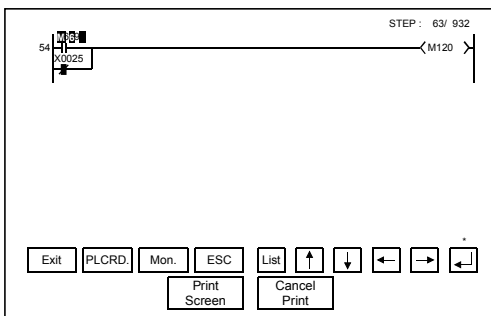 STEP : 63/ 932
54 M120
X0025
*
Exit PLCRD. Mon. ESC List
Print
Screen
Cancel
Print